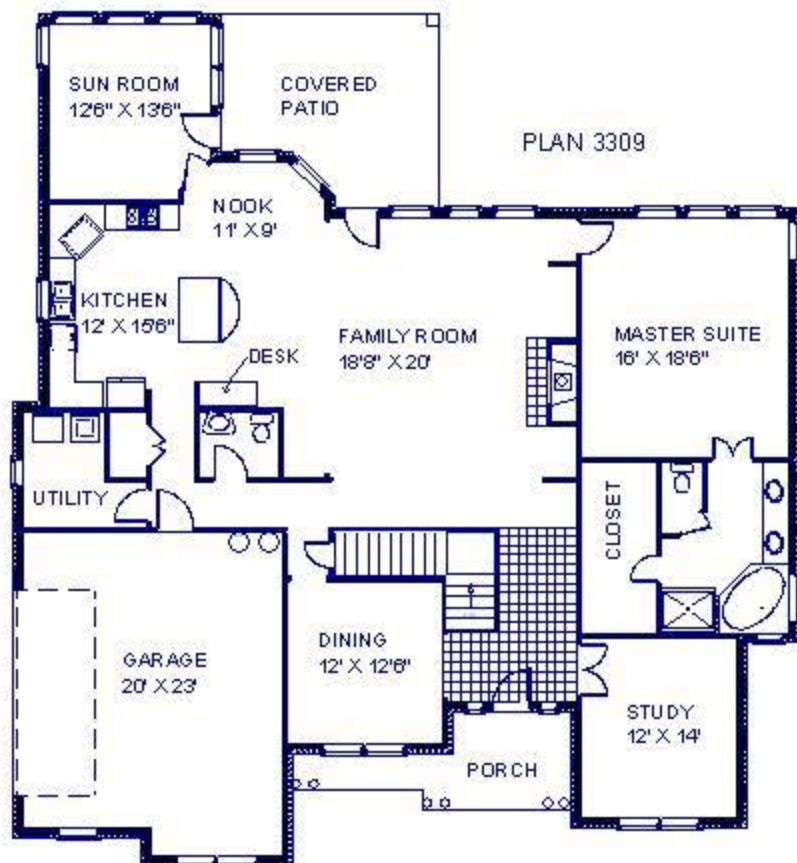 SUN ROOM
12'6" X 13'6"
COVERED
PATIO
PLAN 3309
NOOK
11' X 9'
KITCHEN
12' X 15'6"
DESK
FAMILY ROOM
18'8" X 20'
MASTER SUITE
16' X 18'6"
UTILITY
CLOSET
GARAGE
20' X 23'
DINING
12' X 12'6"
STUDY
12' X 14'
PORCH